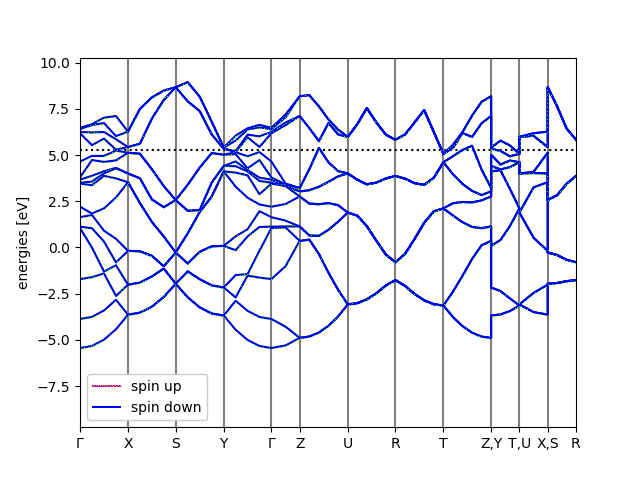 energies [eV]
10.0
7.5
5.0
2.5
0.0
−2.5
−5.0
−7.5
spin up
spin down
Γ X S Y Γ Z U R T Z,Y T,U X,S R